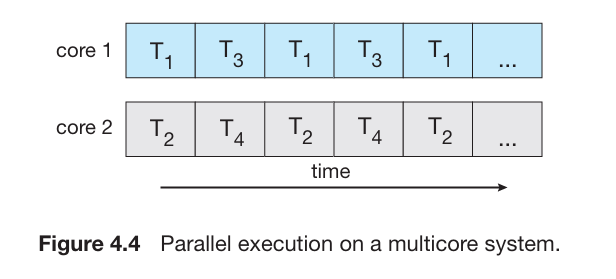 core 1 T1 T3 T1 T3 T1 ...
core 2 T2 T4 T2 T4 T2 ...
time
Figure 4.4 Parallel execution on a multicore system.